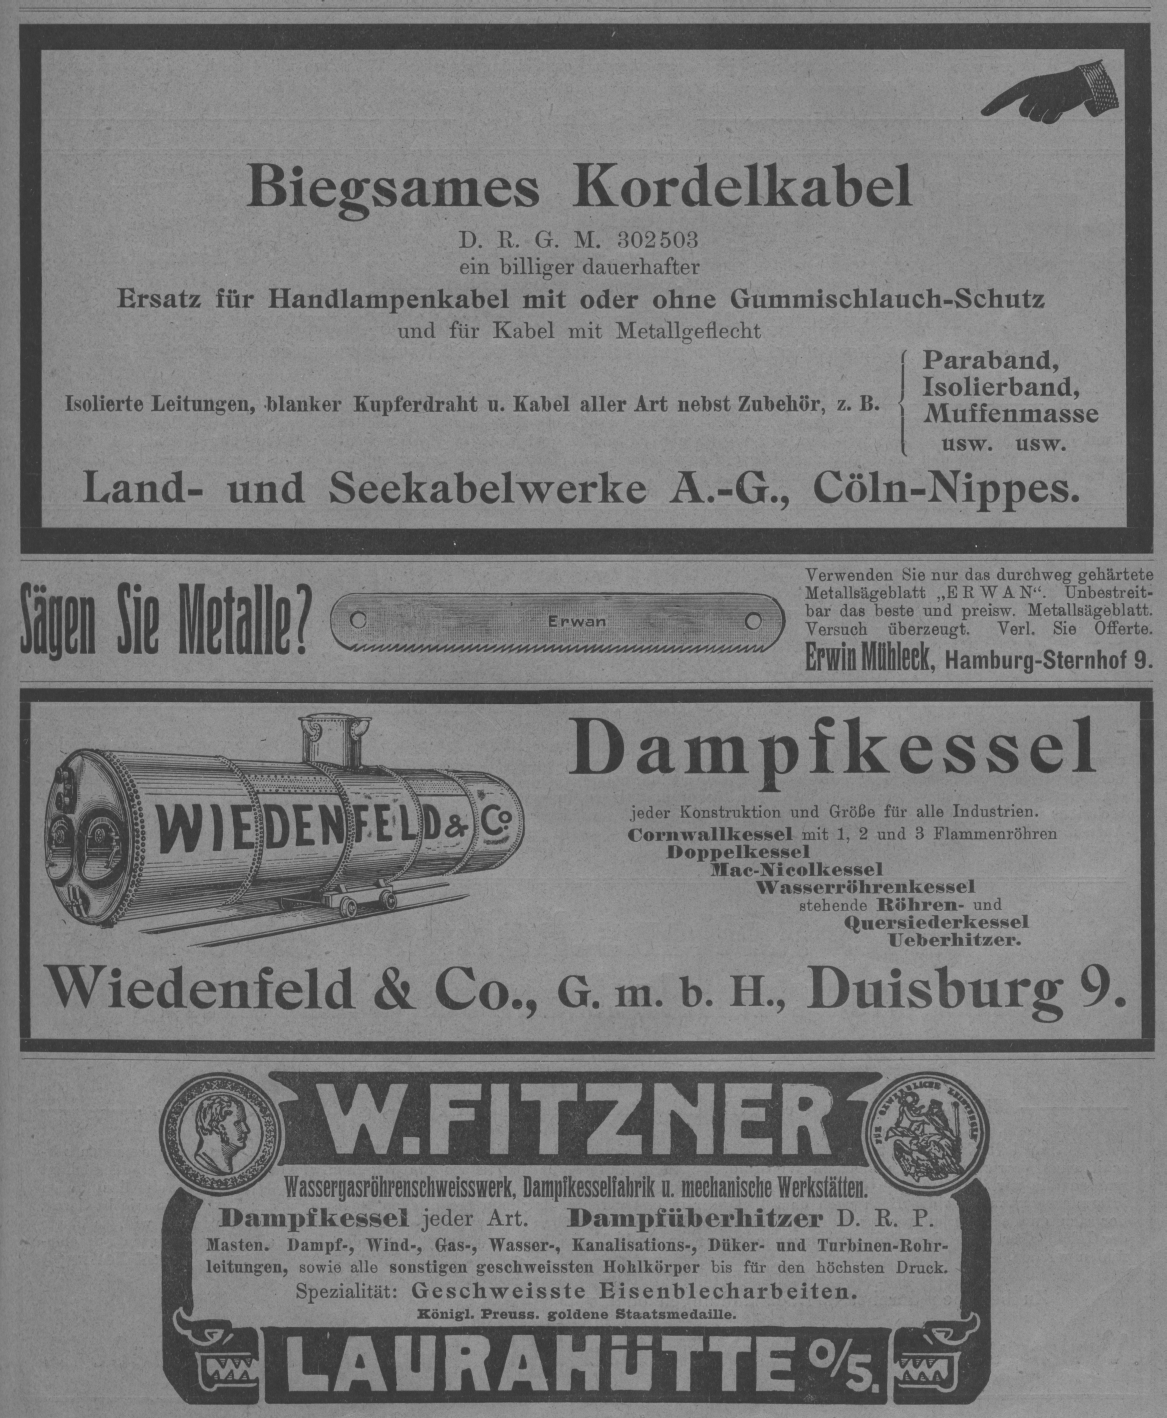 Biegsames Kordelkabel
D. R. G. M. 302503
ein billiger dauerhafter
Ersatz für Handlampenkabel mit oder ohne Gummischlauch-Schutz
und für Kabel mit Metallgeflecht
Isolierte Leitungen, blanker Kupferdraht u. Kabel aller Art nebst Zubehör, z. B.
Paraband,
Isolierband,
Muffenmasse
usw. usw.
Land- und Seekabelwerke A.-G., Cöln-Nippes.
Sägen Sie Metalle?
Erwan
Verwenden Sie nur das durchweg gehärtete
Metallsägeblatt „ERWAN“. Unbestreit-
bar das beste und preisw. Metallsägeblatt.
Versuch überzeugt. Verl. Sie Offerte.
Erwin Mühleck, Hamburg-Sternhof 9.
WIEDENFELD & Co.
Dampfkessel
jeder Konstruktion und Größe für alle Industrien.
Cornwallkessel mit 1, 2 und 3 Flammenröhren
Doppelkessel
Mac-Nicolkessel
Wasserröhrenkessel
stehende Röhren- und
Quersiederkessel
Ueberhitzer.
Wiedenfeld & Co., G. m. b. H., Duisburg 9.
W. FITZNER
FÜR GEWERBLICHE LEISTUNGEN
Wassergasröhrenschweisswerk, Dampfkesselfabrik u. mechanische Werkstätten.
Dampfkessel jeder Art. Dampfüberhitzer D. R. P.
Masten. Dampf-, Wind-, Gas-, Wasser-, Kanalisations-, Düker- und Turbinen-Rohr-
leitungen, sowie alle sonstigen geschweissten Hohlkörper bis für den höchsten Druck.
Spezialität: Geschweisste Eisenblecharbeiten.
Königl. Preuss. goldene Staatsmedaille.
LAURAHÜTTE O/S.